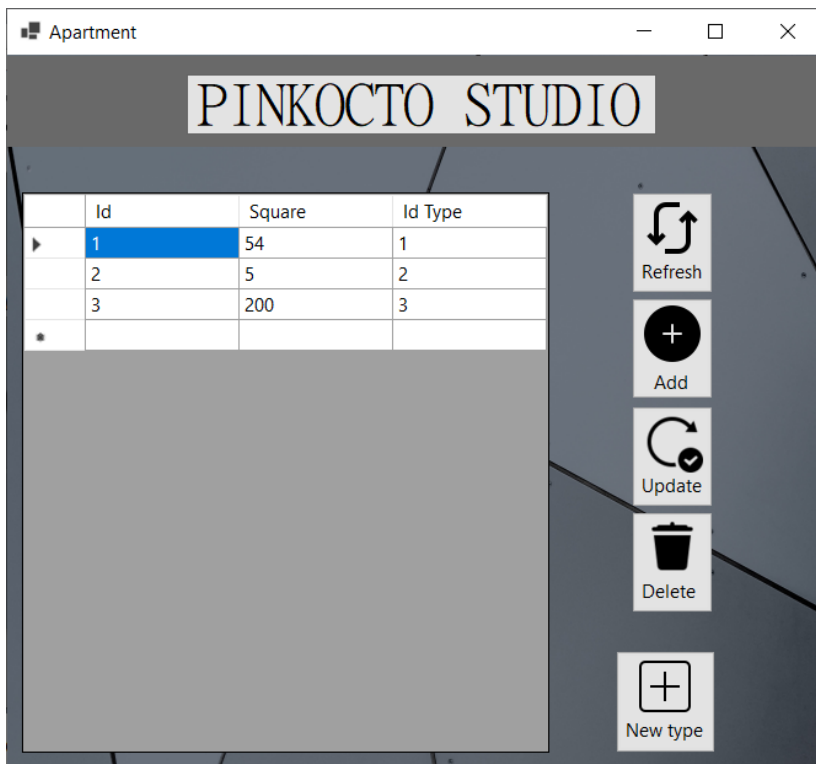 Apartment
PINKOCTO STUDIO
Id Square Id Type
1 54 1
2 5 2
3 200 3
Refresh
Add
Update
Delete
New type